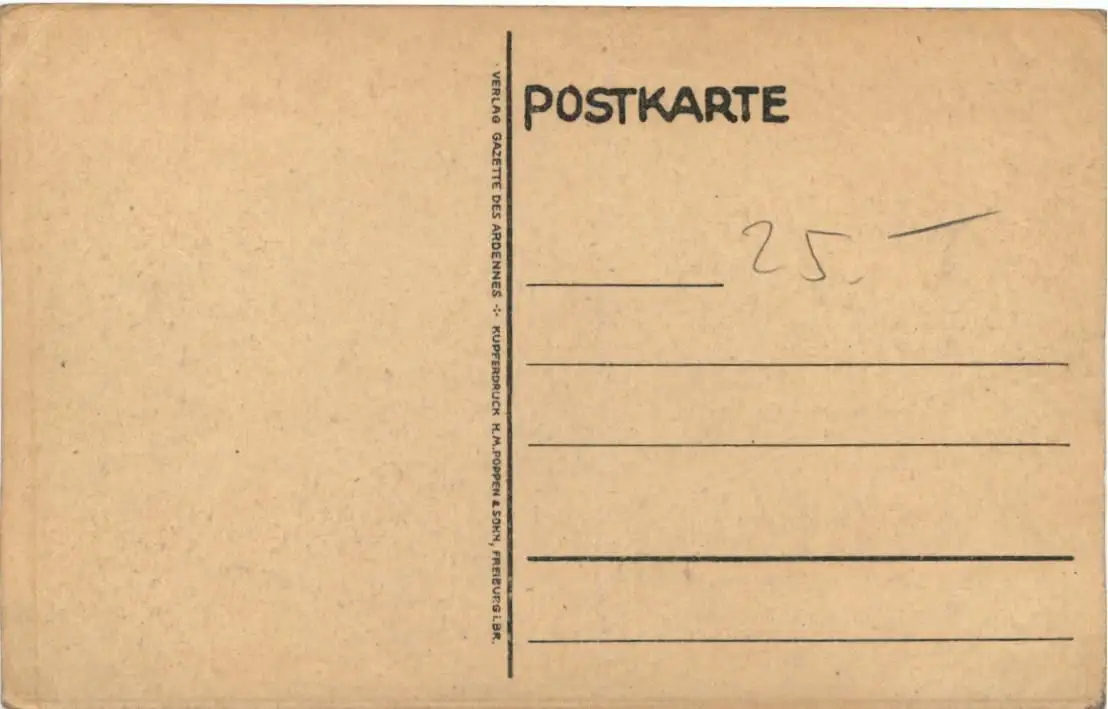 POSTKARTE
25.—
· VERLAG GAZETTE DES ARDENNES ⁘ KUPFERDRUCK H.M.POPPEN & SOHN, FREIBURG i.BR.